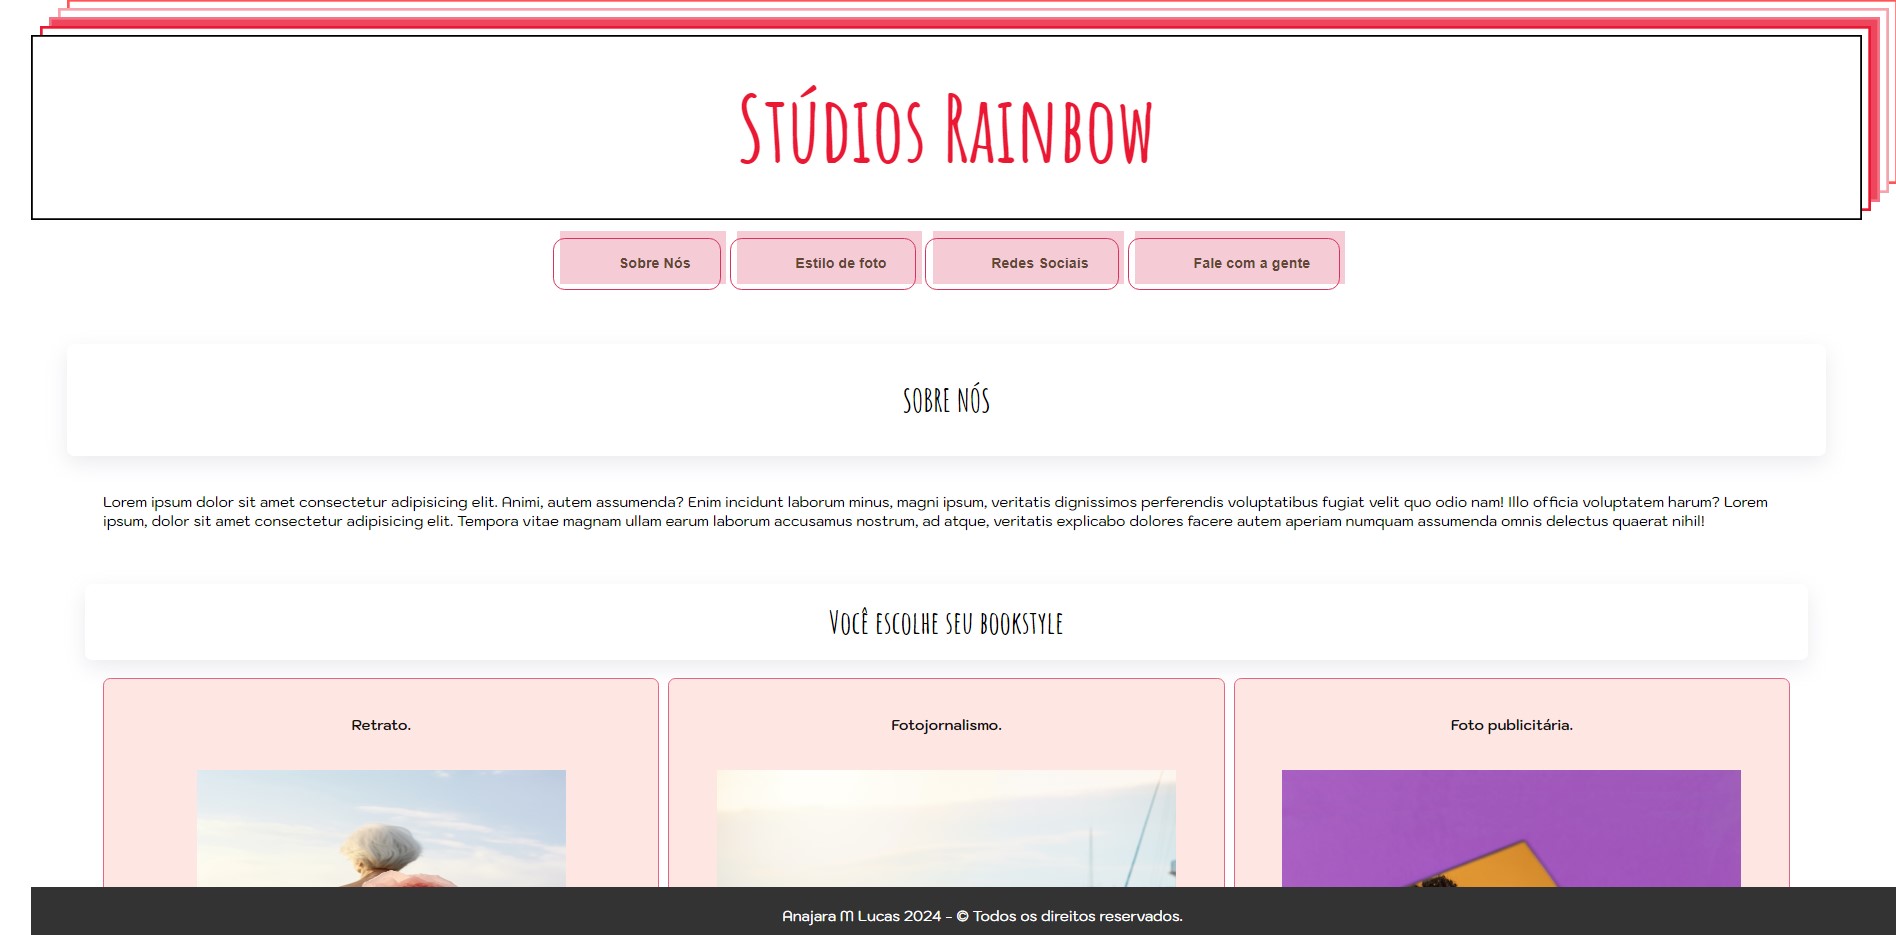 Stúdios Rainbow
Sobre Nós
Estilo de foto
Redes Sociais
Fale com a gente
SOBRE NÓS
Lorem ipsum dolor sit amet consectetur adipisicing elit. Animi, autem assumenda? Enim incidunt laborum minus, magni ipsum, veritatis dignissimos perferendis voluptatibus fugiat velit quo odio nam! Illo officia voluptatem harum? Lorem
ipsum, dolor sit amet consectetur adipisicing elit. Tempora vitae magnam ullam earum laborum accusamus nostrum, ad atque, veritatis explicabo dolores facere autem aperiam numquam assumenda omnis delectus quaerat nihil!
Você escolhe seu bookstyle
Retrato.
Fotojornalismo.
Foto publicitária.
Anajara M Lucas 2024 - © Todos os direitos reservados.